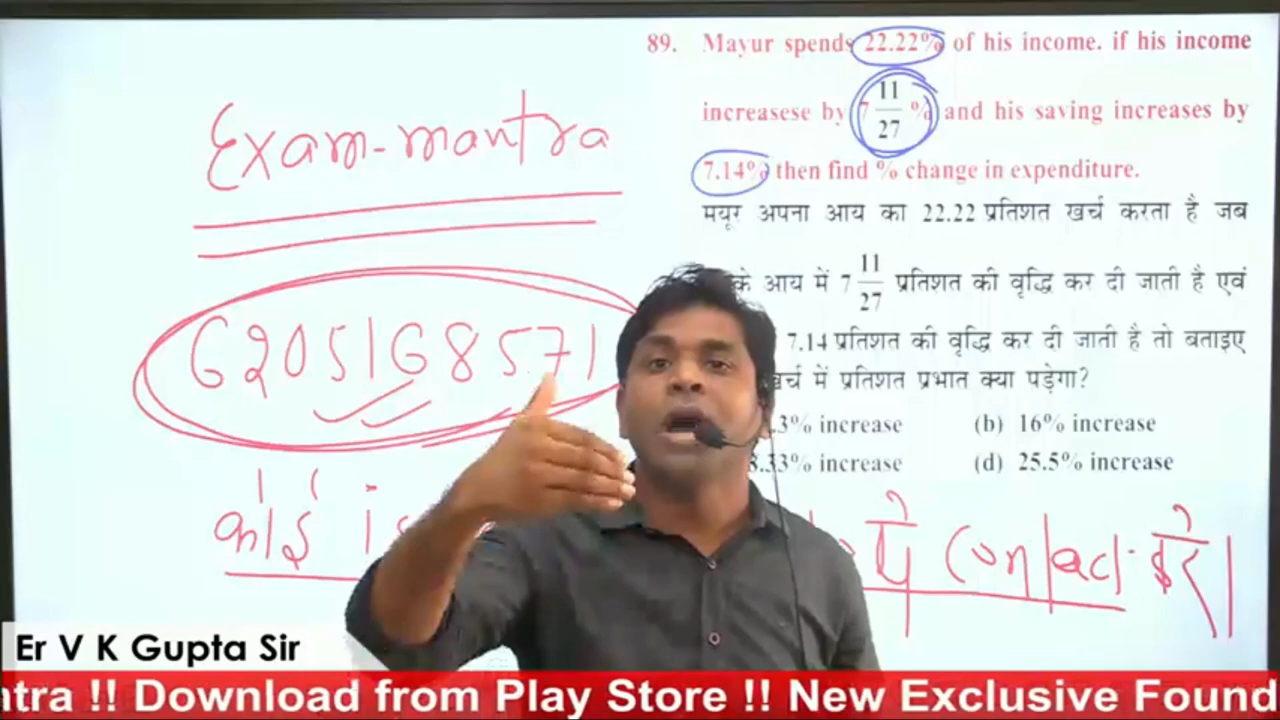 Exam-mantra
6205168571
कोई
पे Contact करे।
89. Mayur spends 22.22% of his income. if his income
increasese by 7 11/27 % and his saving increases by
7.14% then find % change in expenditure.
मयूर अपना आय का 22.22 प्रतिशत खर्च करता है जब
के आय में 7 11/27 प्रतिशत की वृद्धि कर दी जाती है एवं
7.14 प्रतिशत की वृद्धि कर दी जाती है तो बताइए
खर्च में प्रतिशत प्रभाव क्या पड़ेगा?
.3% increase (b) 16% increase
8.33% increase (d) 25.5% increase
Er V K Gupta Sir
ntra !! Download from Play Store !! New Exclusive Found